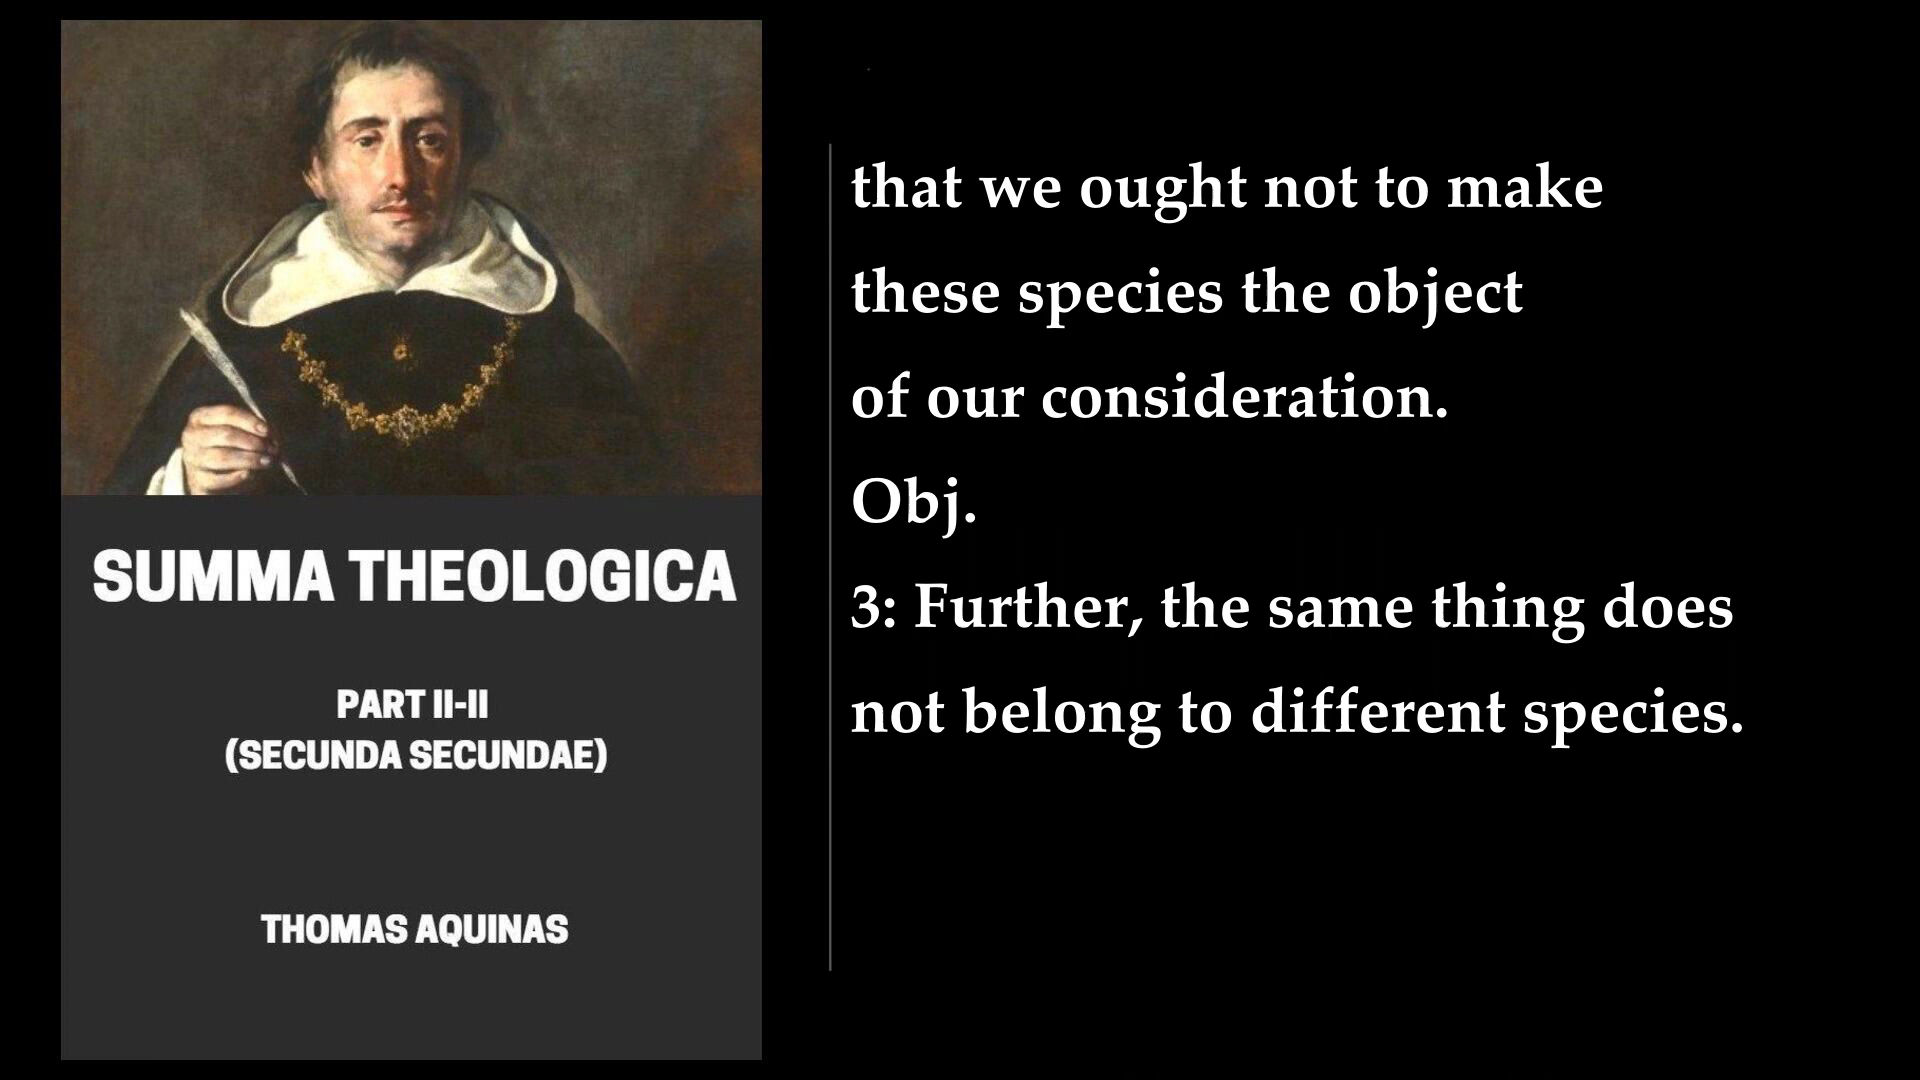 SUMMA THEOLOGICA
PART II-II
(SECUNDA SECUNDAE)
THOMAS AQUINAS
that we ought not to make
these species the object
of our consideration.
Obj.
3: Further, the same thing does
not belong to different species.